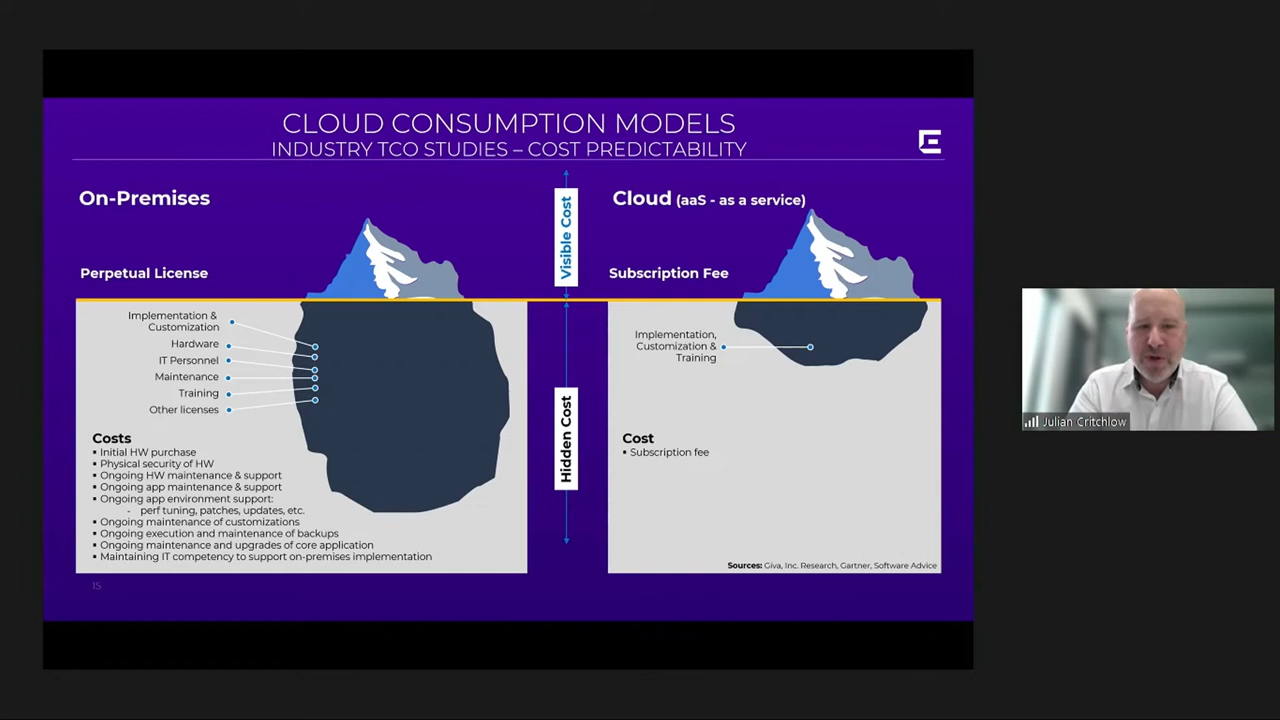 CLOUD CONSUMPTION MODELS
INDUSTRY TCO STUDIES – COST PREDICTABILITY
On-Premises
Perpetual License
Implementation &
Customization
Hardware
IT Personnel
Maintenance
Training
Other licenses
Costs
▪ Initial HW purchase
▪ Physical security of HW
▪ Ongoing HW maintenance & support
▪ Ongoing app maintenance & support
▪ Ongoing app environment support:
- perf tuning, patches, updates, etc.
▪ Ongoing maintenance of customizations
▪ Ongoing execution and maintenance of backups
▪ Ongoing maintenance and upgrades of core application
▪ Maintaining IT competency to support on-premises implementation
15
Visible Cost
Hidden Cost
Cloud (aaS - as a service)
Subscription Fee
Implementation,
Customization &
Training
Cost
▪ Subscription fee
Sources: Giva, Inc. Research, Gartner, Software Advice
Julian Critchlow